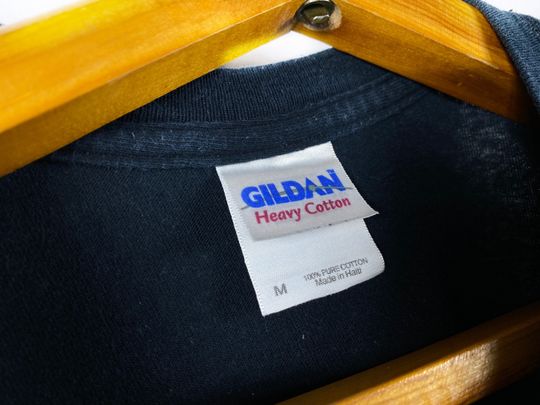 GILDAN
Heavy Cotton
M
100% PURE COTTON
Made in Haiti